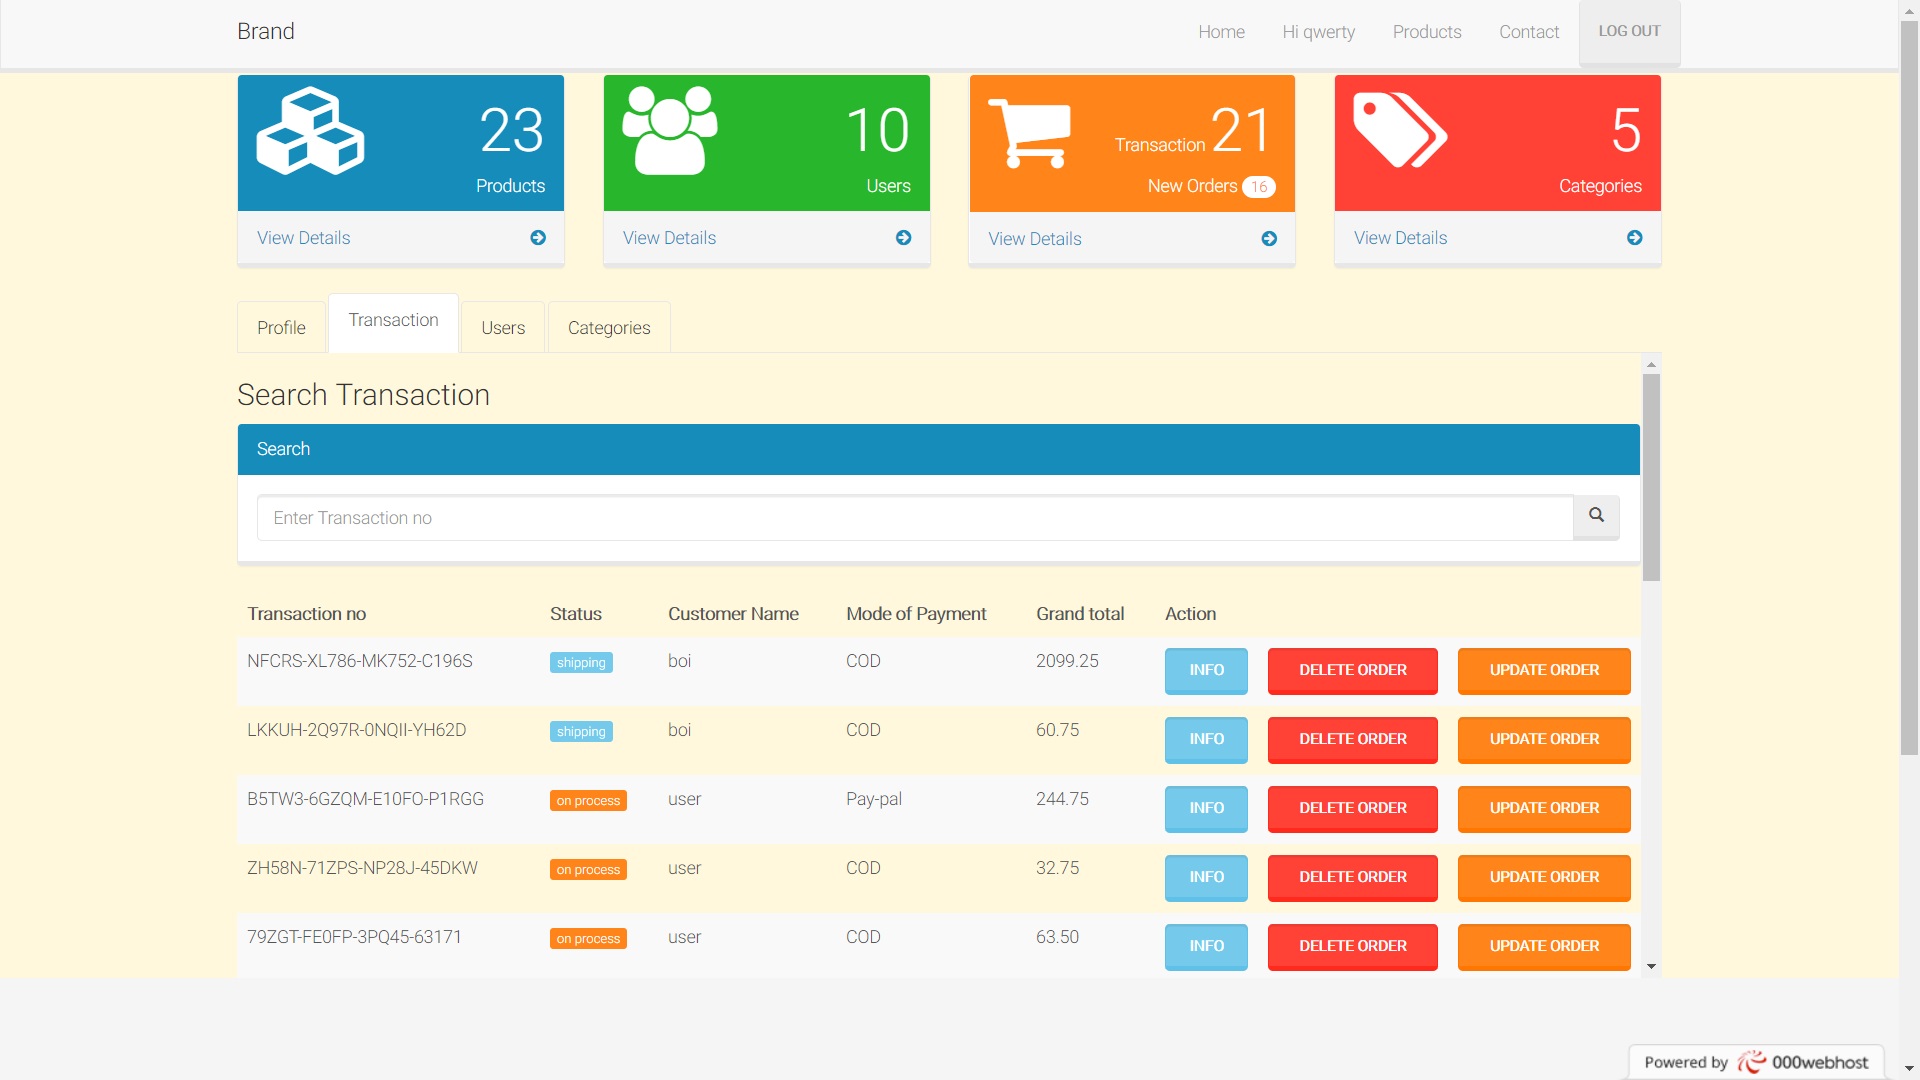 Brand
Home Hi qwerty Products Contact LOG OUT
23
Products
View Details
10
Users
View Details
Transaction 21
New Orders 16
View Details
5
Categories
View Details
Profile Transaction Users Categories
Search Transaction
Search
Enter Transaction no
Transaction no Status Customer Name Mode of Payment Grand total Action
NFCRS-XL786-MK752-C196S shipping boi COD 2099.25 INFO DELETE ORDER UPDATE ORDER
LKKUH-2Q97R-0NQII-YH62D shipping boi COD 60.75 INFO DELETE ORDER UPDATE ORDER
B5TW3-6GZQM-E10FO-P1RGG on process user Pay-pal 244.75 INFO DELETE ORDER UPDATE ORDER
ZH58N-71ZPS-NP28J-45DKW on process user COD 32.75 INFO DELETE ORDER UPDATE ORDER
79ZGT-FE0FP-3PQ45-63171 on process user COD 63.50 INFO DELETE ORDER UPDATE ORDER
Powered by 000webhost